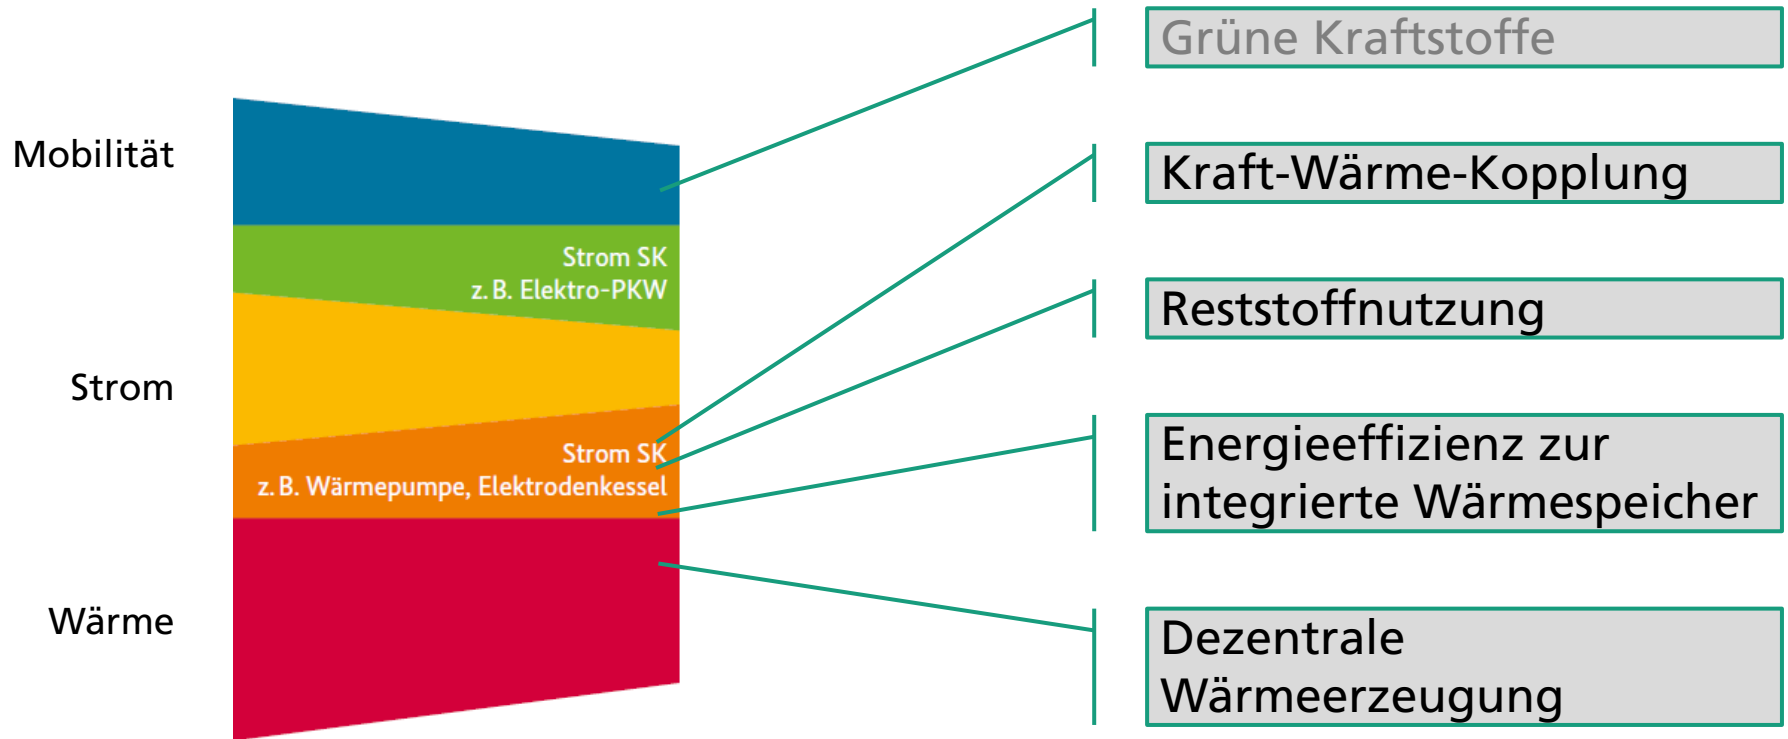 Mobilität
Strom
Wärme
Strom SK
z. B. Elektro-PKW
Strom SK
z. B. Wärmepumpe, Elektrodenkessel
Grüne Kraftstoffe
Kraft-Wärme-Kopplung
Reststoffnutzung
Energieeffizienz zur
integrierte Wärmespeicher
Dezentrale
Wärmeerzeugung